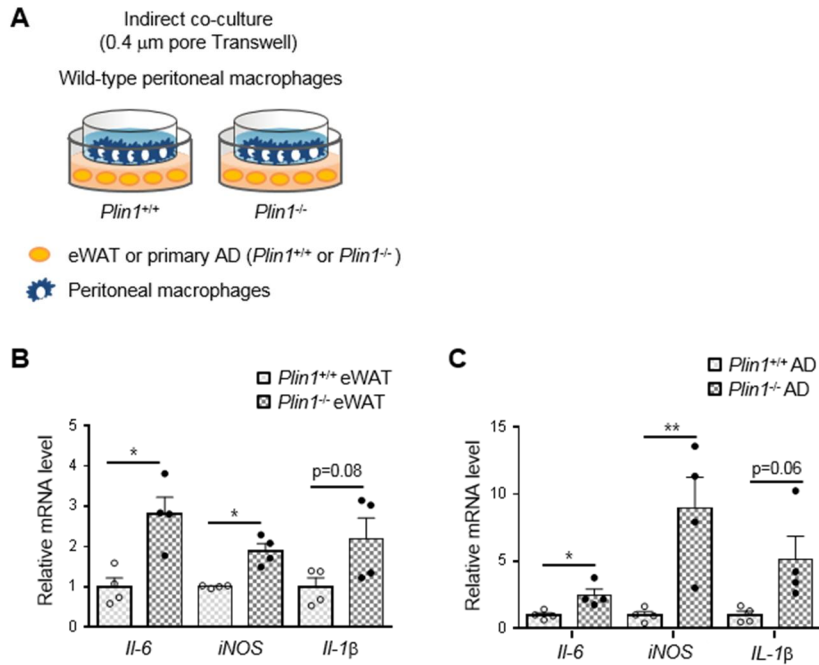 A
Indirect co-culture
(0.4 μm pore Transwell)
Wild-type peritoneal macrophages
Plin1+/+
Plin1-/-
eWAT or primary AD (Plin1+/+ or Plin1-/-)
Peritoneal macrophages
B
Plin1+/+ eWAT
Plin1-/- eWAT
Relative mRNA level
5
4
3
2
1
0
*
*
p=0.08
Il-6
iNOS
Il-1β
C
Plin1+/+ AD
Plin1-/- AD
Relative mRNA level
15
10
5
0
*
**
p=0.06
Il-6
iNOS
IL-1β